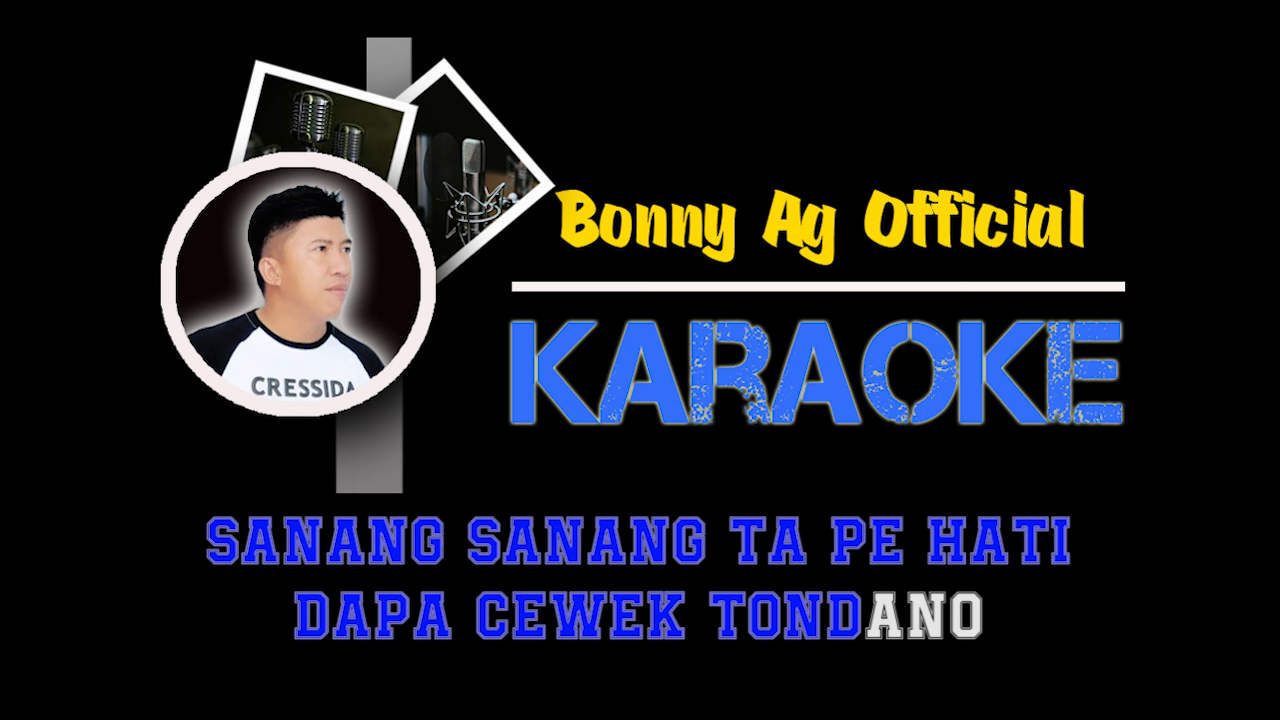 Bonny Ag Official
KARAOKE
CRESSIDA
SANANG SANANG TA PE HATI
DAPA CEWEK TONDANO